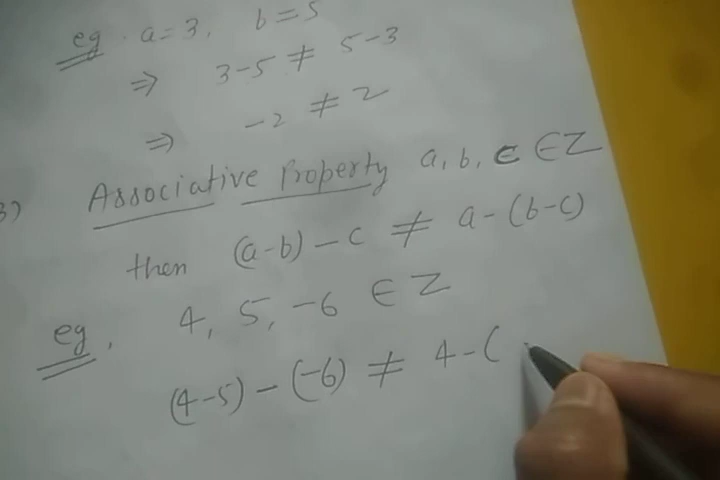 eg. a=3, b=5
⇒ 3-5 ≠ 5-3
⇒ -2 ≠ 2
3) Associative Property a, b, c ∈ Z
then (a-b)-c ≠ a-(b-c)
eg. 4, 5, -6 ∈ Z
(4-5)-(-6) ≠ 4-(